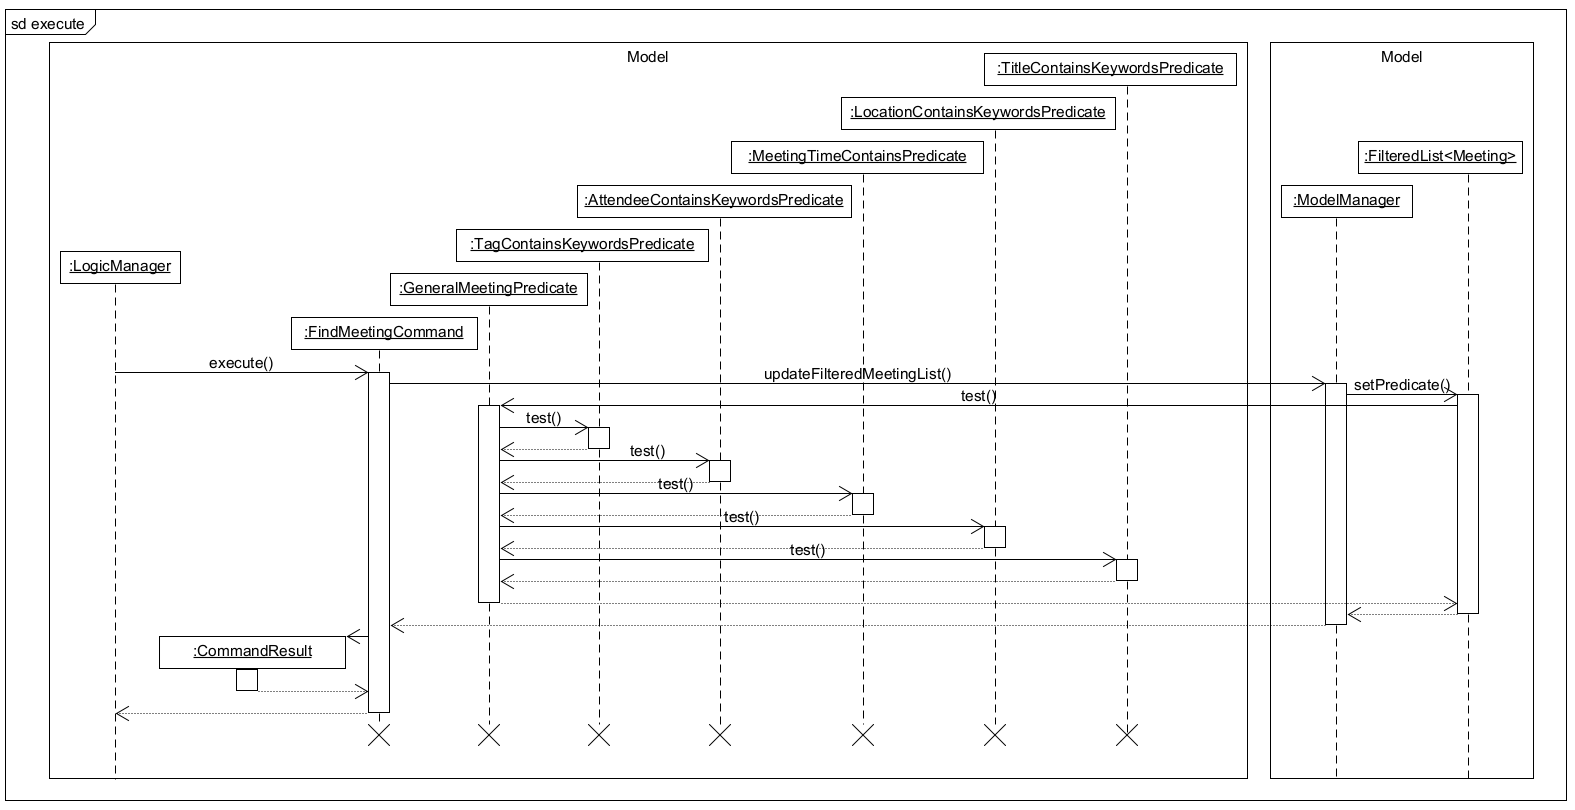 sd execute
Model
Model
:TitleContainsKeywordsPredicate
:LocationContainsKeywordsPredicate
:MeetingTimeContainsPredicate
:FilteredList<Meeting>
:AttendeeContainsKeywordsPredicate
:ModelManager
:TagContainsKeywordsPredicate
:LogicManager
:GeneralMeetingPredicate
:FindMeetingCommand
execute()
updateFilteredMeetingList()
setPredicate()
test()
test()
test()
test()
test()
test()
:CommandResult